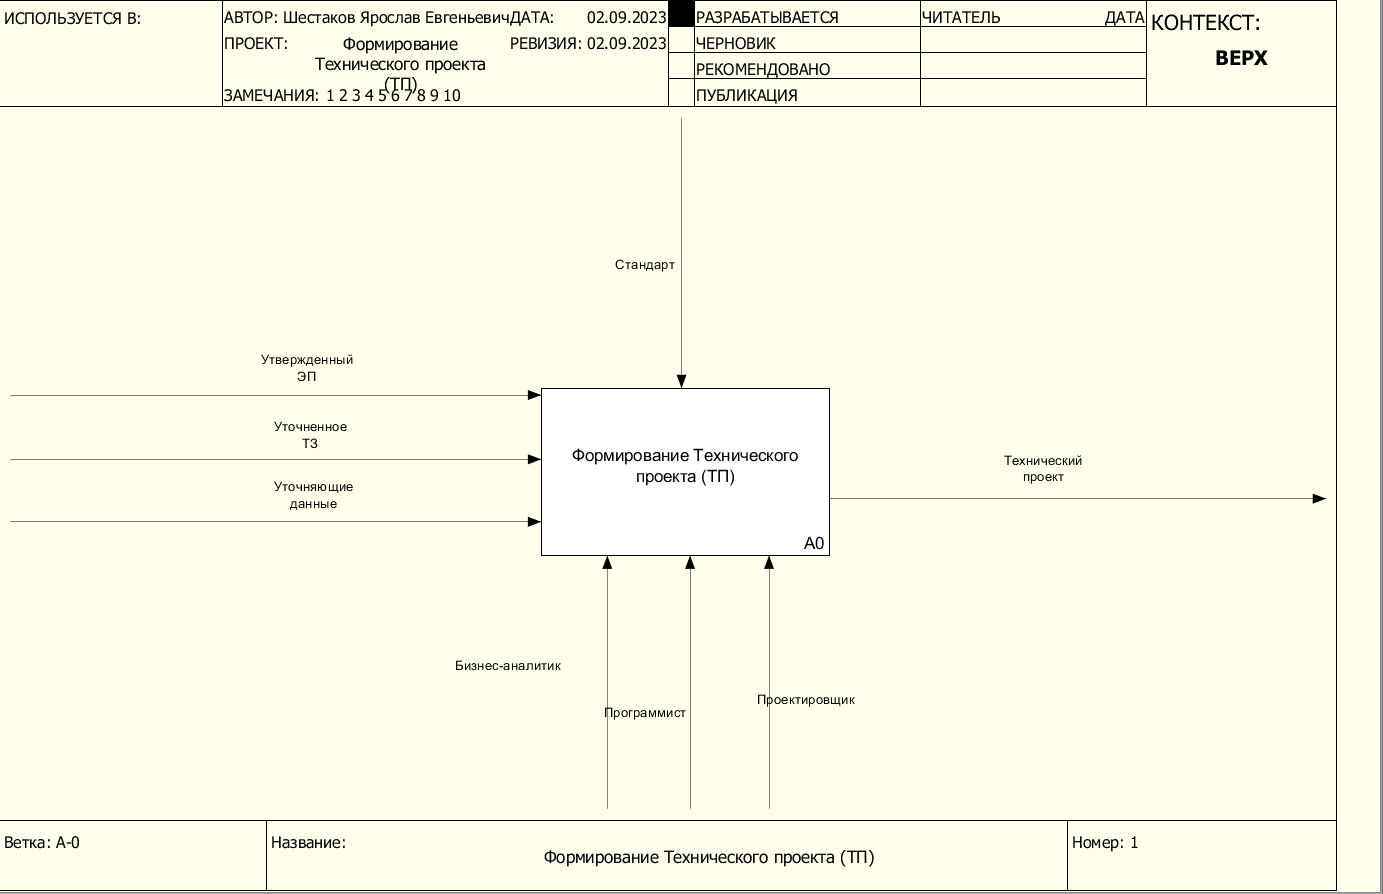 ИСПОЛЬЗУЕТСЯ В:
АВТОР: Шестаков Ярослав Евгеньевич
ДАТА: 02.09.2023
ПРОЕКТ: Формирование
Технического проекта
(ТП)
РЕВИЗИЯ: 02.09.2023
ЗАМЕЧАНИЯ: 1 2 3 4 5 6 7 8 9 10
РАЗРАБАТЫВАЕТСЯ
ЧЕРНОВИК
РЕКОМЕНДОВАНО
ПУБЛИКАЦИЯ
ЧИТАТЕЛЬ ДАТА
КОНТЕКСТ:
ВЕРХ
Стандарт
Утвержденный
ЭП
Уточненное
ТЗ
Уточняющие
данные
Формирование Технического
проекта (ТП)
A0
Технический
проект
Бизнес-аналитик
Программист
Проектировщик
Ветка: A-0
Название:
Формирование Технического проекта (ТП)
Номер: 1